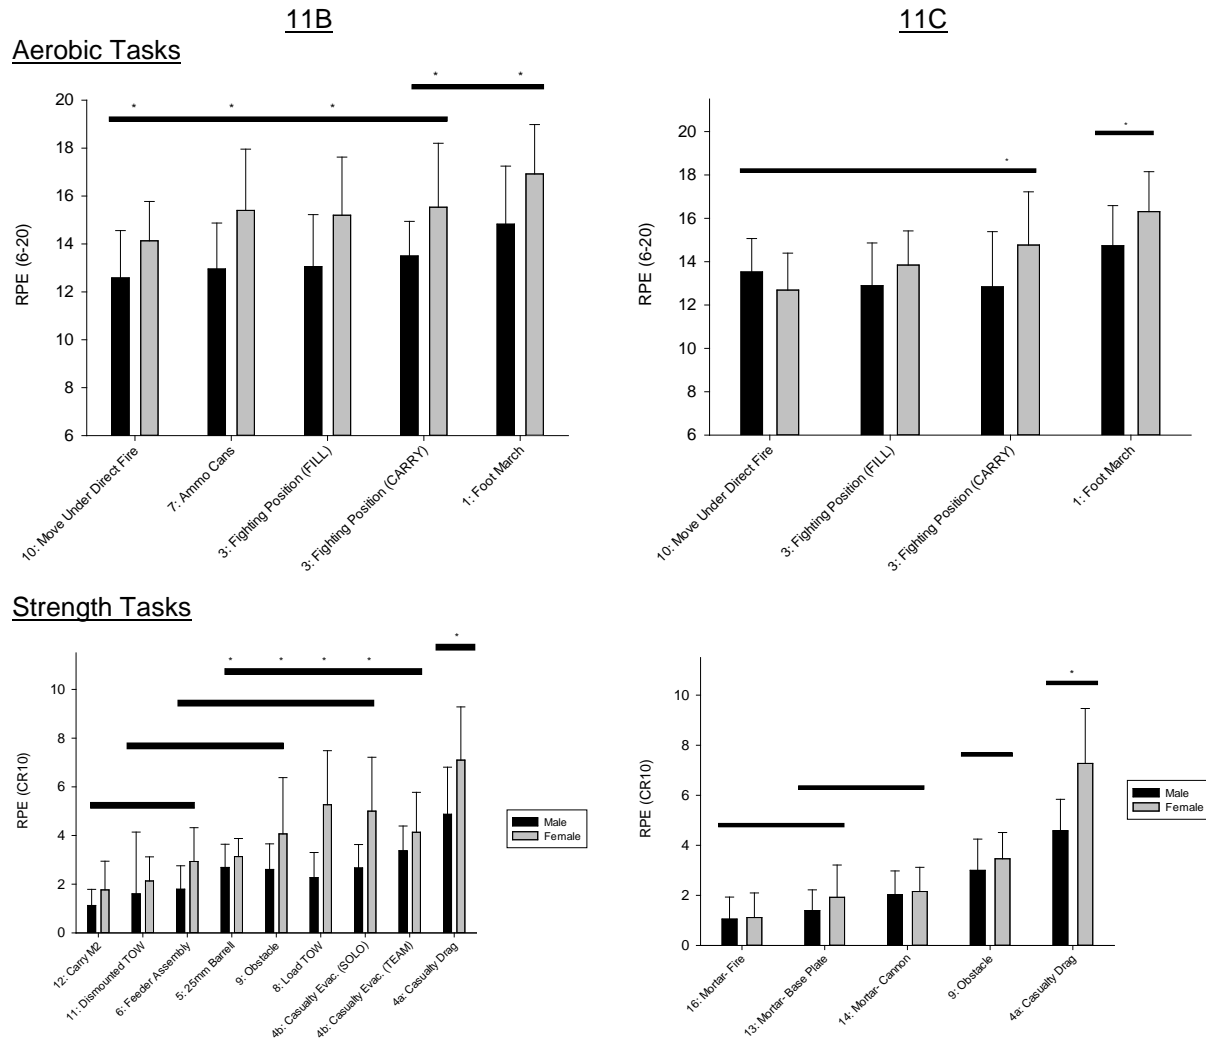 11B
11C
Aerobic Tasks
* *
* * *
20
18
16
14
12
10
8
6
RPE (6-20)
10: Move Under Direct Fire
7: Ammo Cans
3: Fighting Position (FILL)
3: Fighting Position (CARRY)
1: Foot March
*
*
20
18
16
14
12
10
8
6
RPE (6-20)
10: Move Under Direct Fire
3: Fighting Position (FILL)
3: Fighting Position (CARRY)
1: Foot March
Strength Tasks
*
* * * *
10
8
6
4
2
0
RPE (CR10)
12: Carry M2
11: Dismounted TOW
6: Feeder Assembly
5: 25mm Barrell
9: Obstacle
8: Load TOW
4b: Casualty Evac. (SOLO)
4b: Casualty Evac. (TEAM)
4a: Casualty Drag
Male
Female
*
10
8
6
4
2
0
RPE (CR10)
16: Mortar- Fire
13: Mortar- Base Plate
14: Mortar- Cannon
9: Obstacle
4a: Casualty Drag
Male
Female